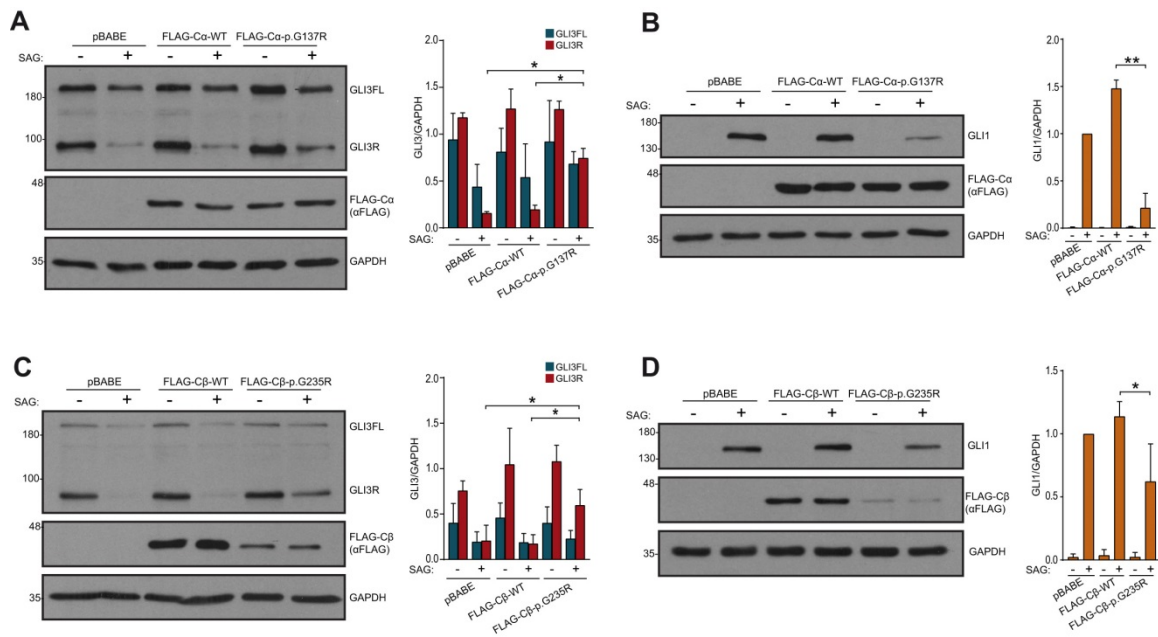 A
pBABE FLAG-Cα-WT FLAG-Cα-p.G137R
SAG: - + - + - +
180
GLI3FL
100
GLI3R
48
FLAG-Cα
(αFLAG)
35
GAPDH
GLI3FL
GLI3R
GLI3/GAPDH
2.0
1.5
1.0
0.5
0.0
*
*
SAG: - + - + - +
pBABE
FLAG-Cα-WT
FLAG-Cα-p.G137R
B
pBABE FLAG-Cα-WT FLAG-Cα-p.G137R
SAG: - + - + - +
180
130
GLI1
48
FLAG-Cα
(αFLAG)
35
GAPDH
GLI1/GAPDH
2.0
1.5
1.0
0.5
0.0
**
SAG: - + - + - +
pBABE
FLAG-Cα-WT
FLAG-Cα-p.G137R
C
pBABE FLAG-Cβ-WT FLAG-Cβ-p.G235R
SAG: - + - + - +
180
GLI3FL
100
GLI3R
48
FLAG-Cβ
(αFLAG)
35
GAPDH
GLI3FL
GLI3R
GLI3/GAPDH
2.0
1.5
1.0
0.5
0.0
*
*
SAG: - + - + - +
pBABE
FLAG-Cβ-WT
FLAG-Cβ-p.G235R
D
pBABE FLAG-Cβ-WT FLAG-Cβ-p.G235R
SAG: - + - + - +
180
130
GLI1
48
FLAG-Cβ
(αFLAG)
35
GAPDH
GLI1/GAPDH
1.5
1.0
0.5
0.0
*
SAG: - + - + - +
pBABE
FLAG-Cβ-WT
FLAG-Cβ-p.G235R